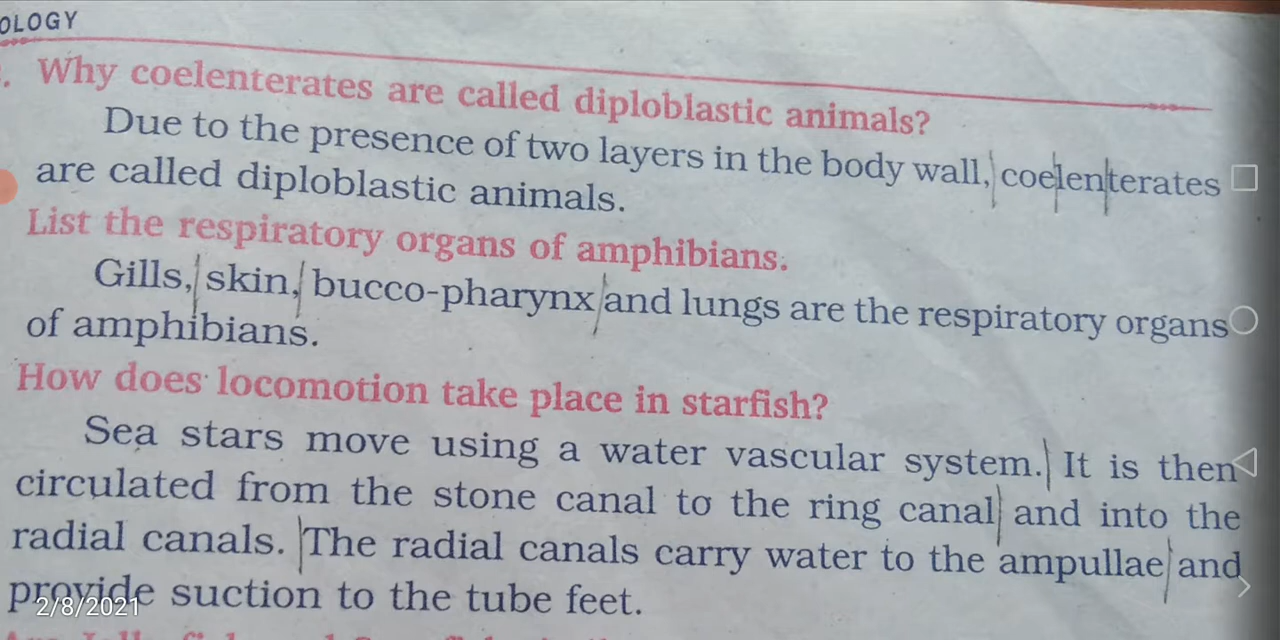 OLOGY
. Why coelenterates are called diploblastic animals?
Due to the presence of two layers in the body wall, coelenterates
are called diploblastic animals.
List the respiratory organs of amphibians.
Gills, skin, bucco-pharynx and lungs are the respiratory organs
of amphibians.
How does locomotion take place in starfish?
Sea stars move using a water vascular system. It is then
circulated from the stone canal to the ring canal and into the
radial canals. The radial canals carry water to the ampullae and
provide suction to the tube feet.
2/8/2021